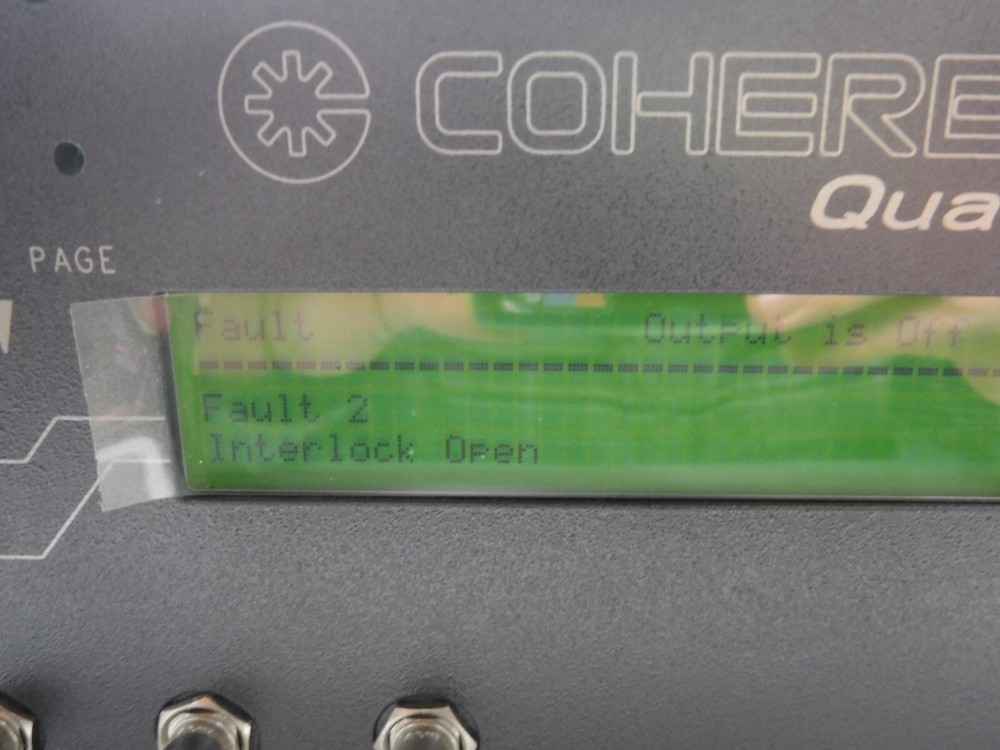 COHERE
Qua
PAGE
Fault Output is Off
Fault 2
Interlock Open